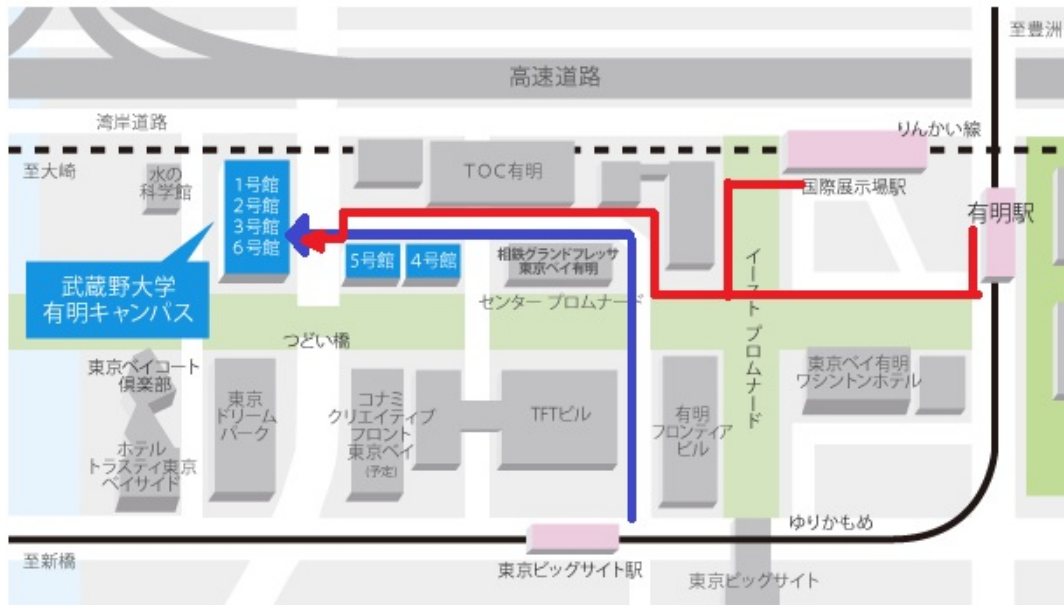 至豊洲
高速道路
湾岸道路
りんかい線
至大崎
水の
科学館
1号館
2号館
3号館
6号館
TOC有明
国際展示場駅
有明駅
5号館
4号館
相鉄グランドフレッサ
東京ベイ有明
武蔵野大学
有明キャンパス
センター プロムナード
イースト プロムナード
つどい橋
東京ベイコート
倶楽部
東京
ドリーム
パーク
コナミ
クリエイティブ
フロント
東京ベイ
(予定)
TFTビル
有明
フロンティア
ビル
東京ベイ有明
ワシントンホテル
ホテル
トラスティ東京
ベイサイド
ゆりかもめ
至新橋
東京ビッグサイト駅
東京ビッグサイト